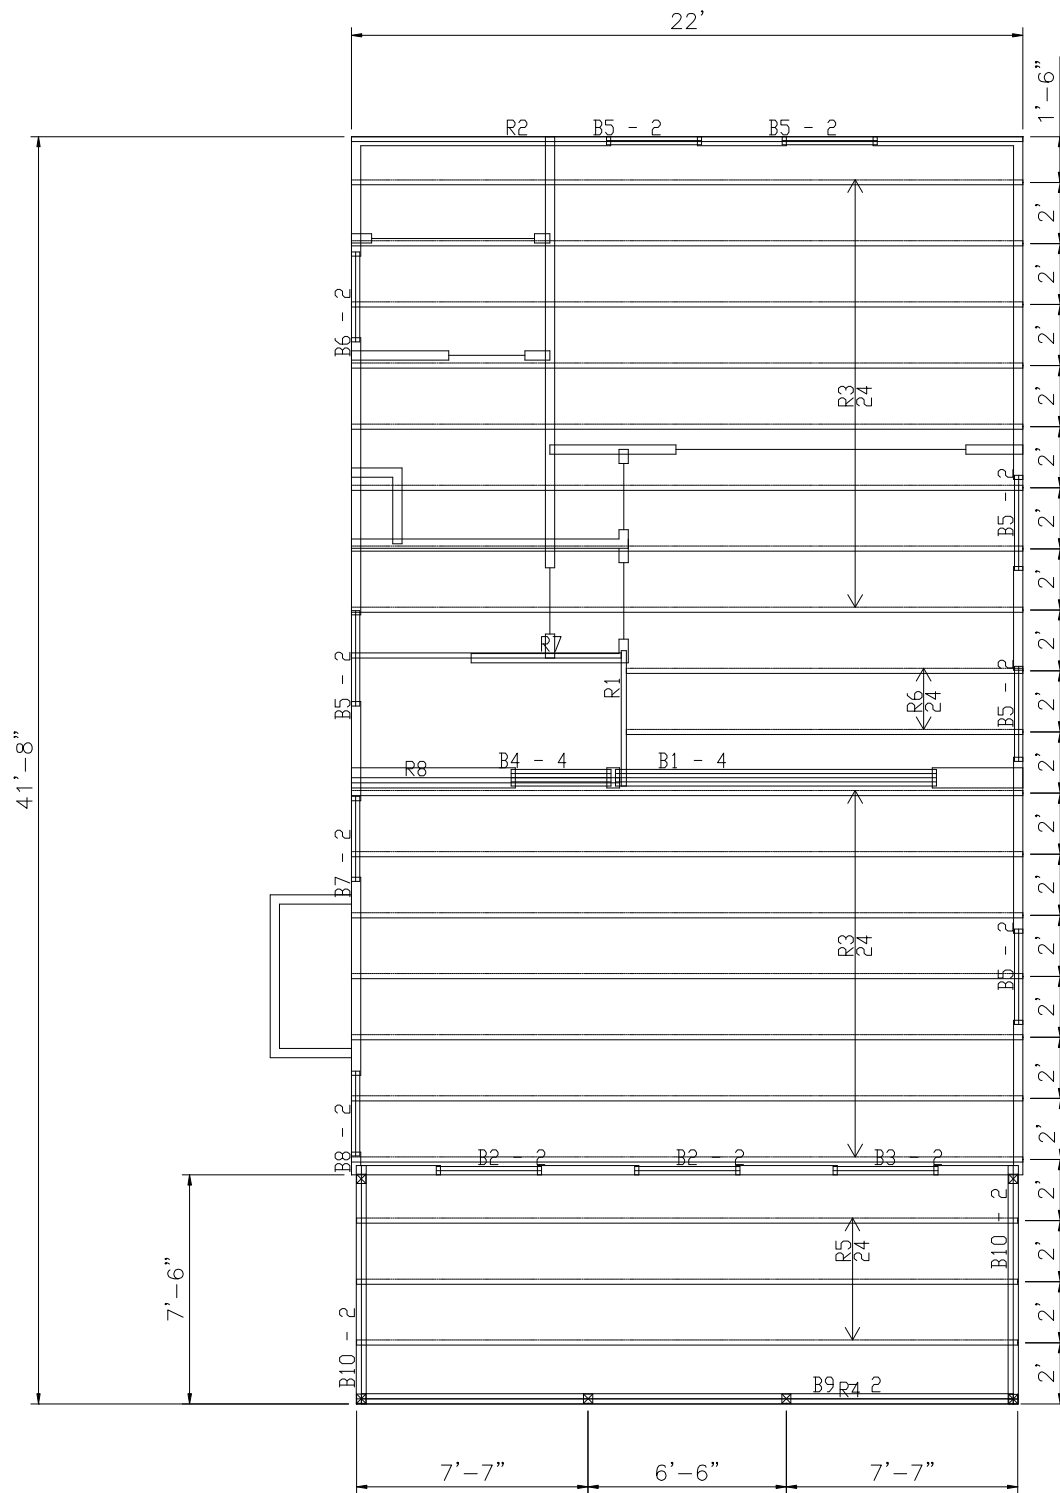 22'
1'-6"
R2
B5 - 2
B5 - 2
2'
2'
B6 - 2
2'
2'
R3
24
2'
B5 - 2
2'
2'
R7
B5 - 2
R1
B5 - 2
R6
24
2'
2'
41'-8"
R8
B4 - 4
B1 - 4
2'
B7 - 2
2'
R3
24
B5 - 2
2'
2'
2'
B8 - 2
2'
B2 - 2
B2 - 2
B3 - 2
2'
B10 - 2
R5
24
2'
7'-6"
2'
B10 - 2
2'
B9 - 2
R4
7'-7"
6'-6"
7'-7"